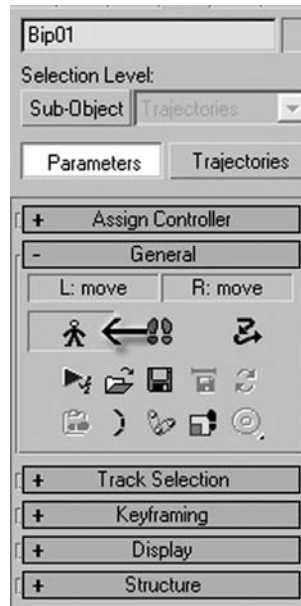 Bip01
Selection Level:
Sub-Object Trajectories
Parameters Trajectories
+ Assign Controller
- General
L: move R: move
+ Track Selection
+ Keyframing
+ Display
+ Structure